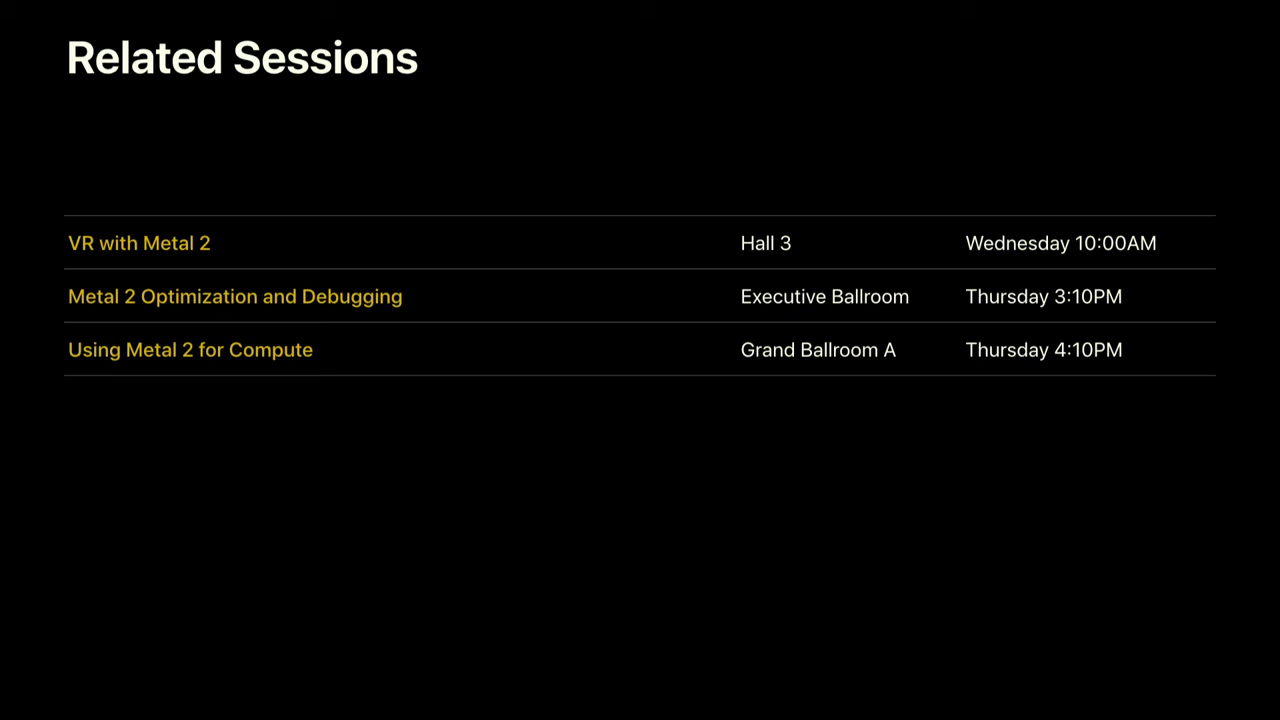 Related Sessions
VR with Metal 2 Hall 3 Wednesday 10:00AM
Metal 2 Optimization and Debugging Executive Ballroom Thursday 3:10PM
Using Metal 2 for Compute Grand Ballroom A Thursday 4:10PM